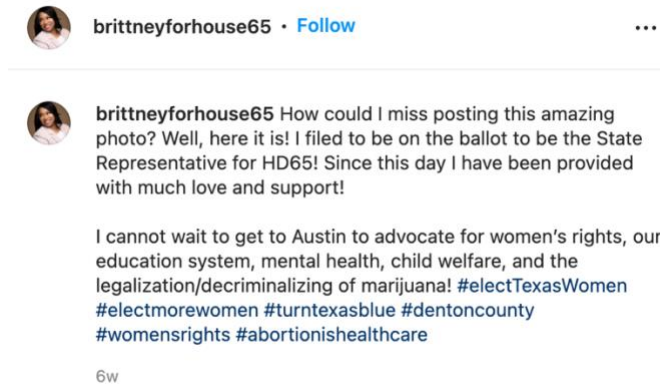 brittneyforhouse65 • Follow
brittneyforhouse65 How could I miss posting this amazing
photo? Well, here it is! I filed to be on the ballot to be the State
Representative for HD65! Since this day I have been provided
with much love and support!
I cannot wait to get to Austin to advocate for women's rights, our
education system, mental health, child welfare, and the
legalization/decriminalizing of marijuana! #electTexasWomen
#electmorewomen #turntexasblue #dentoncounty
#womensrights #abortionishealthcare
6w